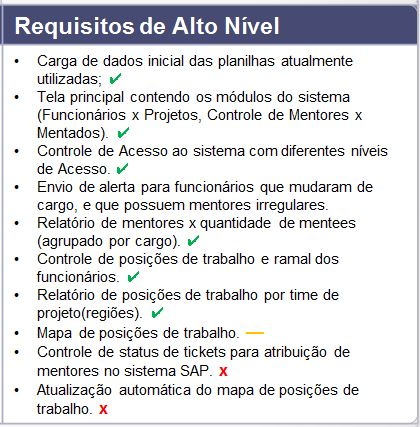 Requisitos de Alto Nível
• Carga de dados inicial das planilhas atualmente
utilizadas; ✓
• Tela principal contendo os módulos do sistema
(Funcionários x Projetos, Controle de Mentores x
Mentados). ✓
• Controle de Acesso ao sistema com diferentes níveis
de Acesso. ✓
• Envio de alerta para funcionários que mudaram de
cargo, e que possuem mentores irregulares.
• Relatório de mentores x quantidade de mentees
(agrupado por cargo). ✓
• Controle de posições de trabalho e ramal dos
funcionários. ✓
• Relatório de posições de trabalho por time de
projeto(regiões). ✓
• Mapa de posições de trabalho. —
• Controle de status de tickets para atribuição de
mentores no sistema SAP. x
• Atualização automática do mapa de posições de
trabalho. x